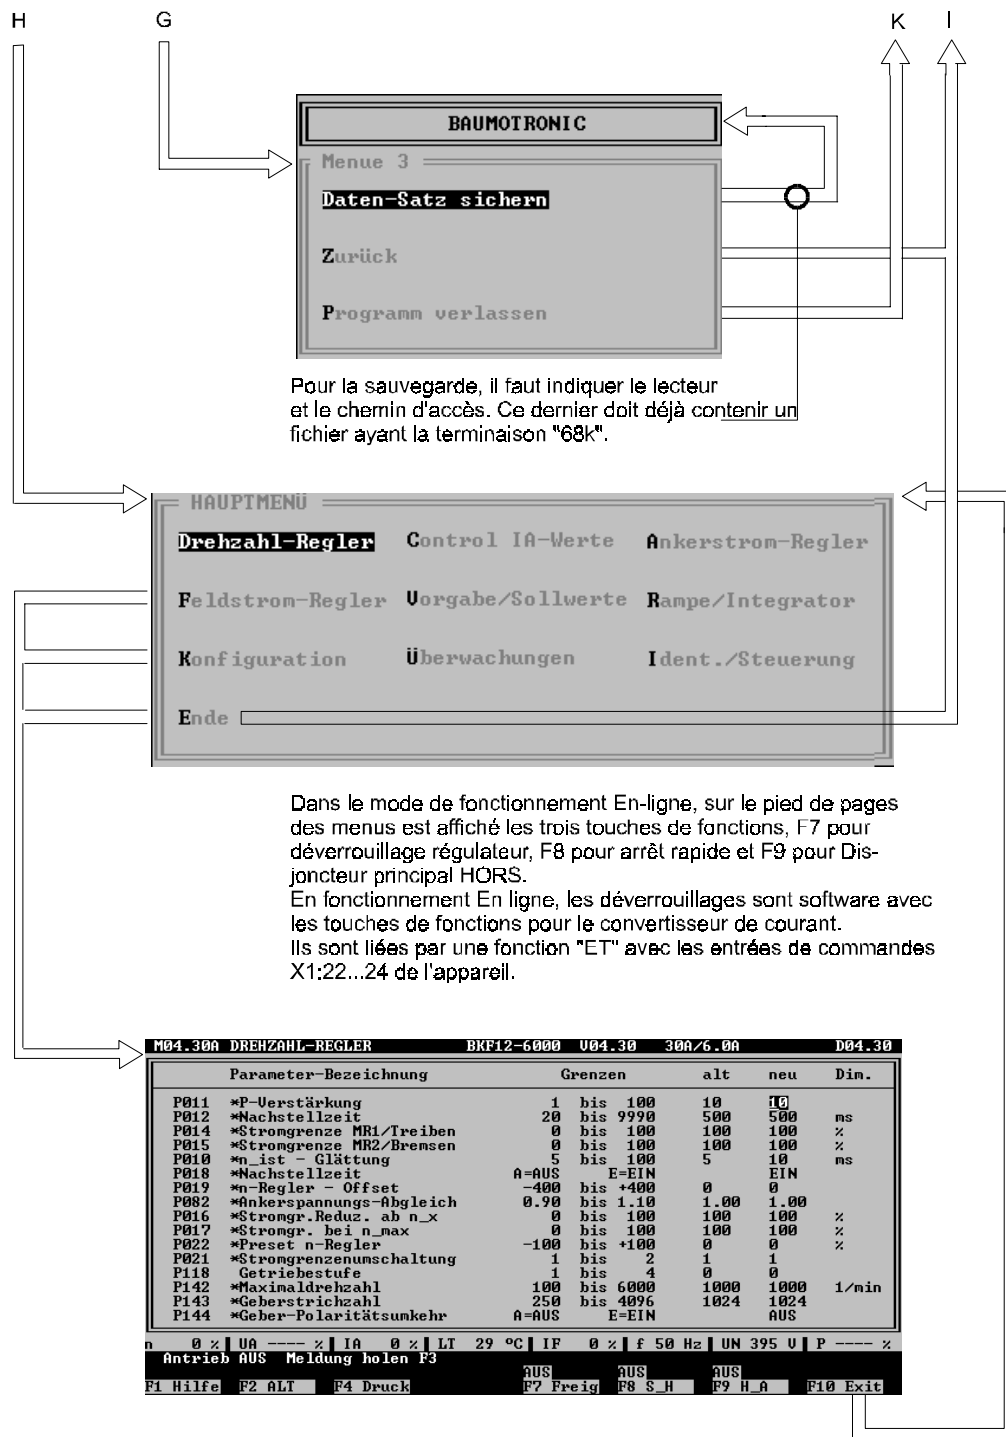 H G K I
BAUMOTRONIC
Menue 3
Daten-Satz sichern
Zurück
Programm verlassen
Pour la sauvegarde, il faut indiquer le lecteur
et le chemin d'accès. Ce dernier doit déjà contenir un
fichier ayant la terminaison "68k".
HAUPTMENÜ
Drehzahl-Regler Control IA-Werte Ankerstrom-Regler
Feldstrom-Regler Vorgabe/Sollwerte Rampe/Integrator
Konfiguration Überwachungen Ident./Steuerung
Ende
Dans le mode de fonctionnement En-ligne, sur le pied de pages
des menus est affiché les trois touches de fonctions, F7 pour
déverrouillage régulateur, F8 pour arrêt rapide et F9 pour Dis-
joncteur principal HORS.
En fonctionnement En ligne, les déverrouillages sont software avec
les touches de fonctions pour le convertisseur de courant.
Ils sont liées par une fonction "ET" avec les entrées de commandes
X1:22...24 de l'appareil.
M04.30A DREHZAHL-REGLER BKF12-6000 V04.30 30A/6.0A D04.30
Parameter-Bezeichnung Grenzen alt neu Dim.
P011 *P-Verstärkung 1 bis 100 10 10
P012 *Nachstellzeit 20 bis 9990 500 500 ms
P014 *Stromgrenze MR1/Treiben 0 bis 100 100 100 %
P015 *Stromgrenze MR2/Bremsen 0 bis 100 100 100 %
P010 *n_ist - Glättung 5 bis 100 5 10 ms
P018 *Nachstellzeit A=AUS E=EIN EIN
P019 *n-Regler - Offset -400 bis +400 0 0
P082 *Ankerspannungs-Abgleich 0.90 bis 1.10 1.00 1.00
P016 *Stromgr.Reduz. ab n_x 0 bis 100 100 100 %
P017 *Stromgr. bei n_max 0 bis 100 100 100 %
P022 *Preset n-Regler -100 bis +100 0 0 %
P021 *Stromgrenzenumschaltung 1 bis 2 1 1
P118 Getriebestufe 1 bis 4 0 0
P142 *Maximaldrehzahl 100 bis 6000 1000 1000 1/min
P143 *Geberstrichzahl 250 bis 4096 1024 1024
P144 *Geber-Polaritätsumkehr A=AUS E=EIN AUS
n 0 % UA ---- % IA 0 % LT 29 ºC IF 0 % f 50 Hz UN 395 V P ---- %
Antrieb AUS Meldung holen F3
AUS AUS AUS
F1 Hilfe F2 ALT F4 Druck F7 Freig F8 S_H F9 H_A F10 Exit